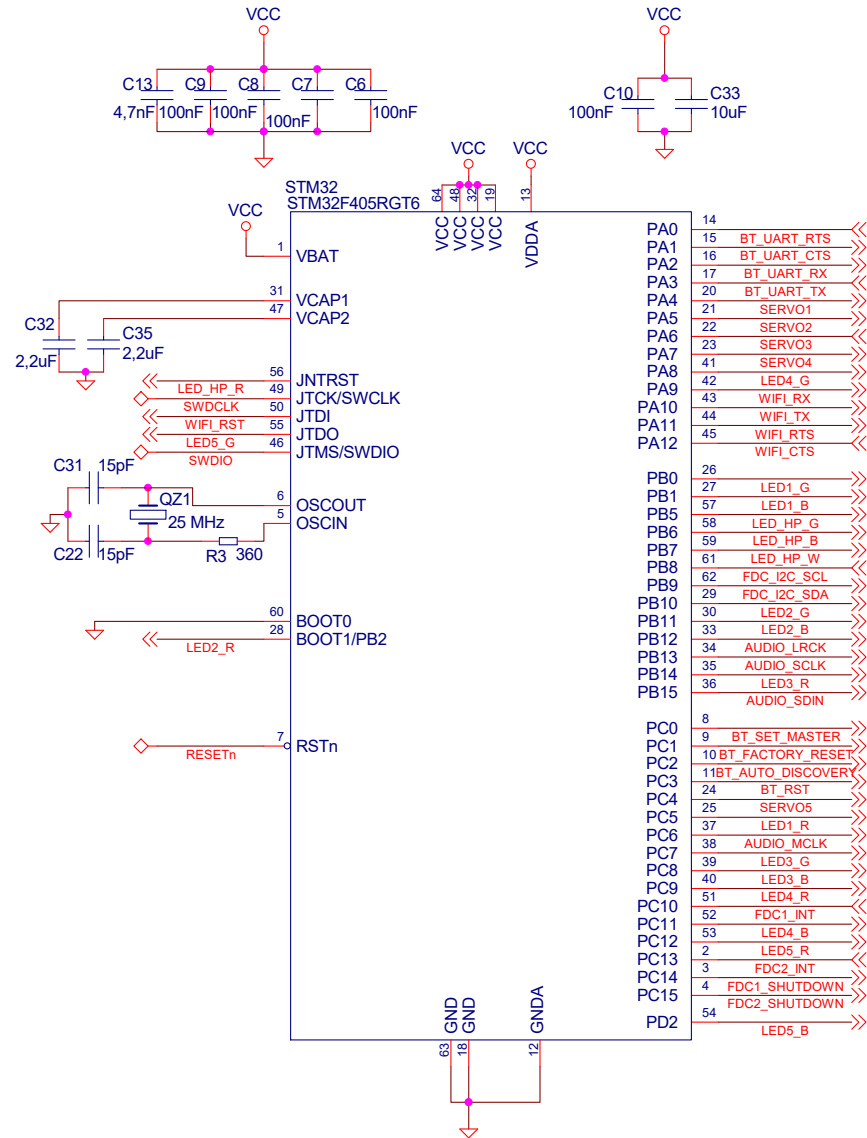 VCC
VCC
C13
C9
C8
C7
C6
4,7nF
100nF
100nF
100nF
100nF
C10
C33
100nF
10uF
VCC
VCC
STM32
STM32F405RGT6
64
48
32
19
13
VCC
VCC
VCC
VCC
VDDA
VCC
1
VBAT
31
VCAP1
47
VCAP2
C32
C35
2,2uF
2,2uF
56
JNTRST
LED_HP_R
49
JTCK/SWCLK
SWDCLK
50
JTDI
WIFI_RST
55
JTDO
LED5_G
46
JTMS/SWDIO
SWDIO
C31
15pF
QZ1
25 MHz
6
OSCOUT
5
OSCIN
C22
15pF
R3
360
60
BOOT0
28
BOOT1/PB2
LED2_R
7
RSTn
RESETn
PA0
14
BT_UART_RTS
PA1
15
BT_UART_CTS
PA2
16
BT_UART_RX
PA3
17
BT_UART_TX
PA4
20
SERVO1
PA5
21
SERVO2
PA6
22
SERVO3
PA7
23
SERVO4
PA8
41
LED4_G
PA9
42
WIFI_RX
PA10
43
WIFI_TX
PA11
44
WIFI_RTS
PA12
45
WIFI_CTS
PB0
26
LED1_G
PB1
27
LED1_B
PB5
57
LED_HP_G
PB6
58
LED_HP_B
PB7
59
LED_HP_W
PB8
61
FDC_I2C_SCL
PB9
62
FDC_I2C_SDA
PB10
29
LED2_G
PB11
30
LED2_B
PB12
33
AUDIO_LRCK
PB13
34
AUDIO_SCLK
PB14
35
LED3_R
PB15
36
AUDIO_SDIN
PC0
8
BT_SET_MASTER
PC1
9
BT_FACTORY_RESET
PC2
10
BT_AUTO_DISCOVERY
PC3
11
BT_RST
PC4
24
SERVO5
PC5
25
LED1_R
PC6
37
AUDIO_MCLK
PC7
38
LED3_G
PC8
39
LED3_B
PC9
40
LED4_R
PC10
51
FDC1_INT
PC11
52
LED4_B
PC12
53
LED5_R
PC13
2
FDC2_INT
PC14
3
FDC1_SHUTDOWN
PC15
4
FDC2_SHUTDOWN
PD2
54
LED5_B
GND
GND
GNDA
63
18
12